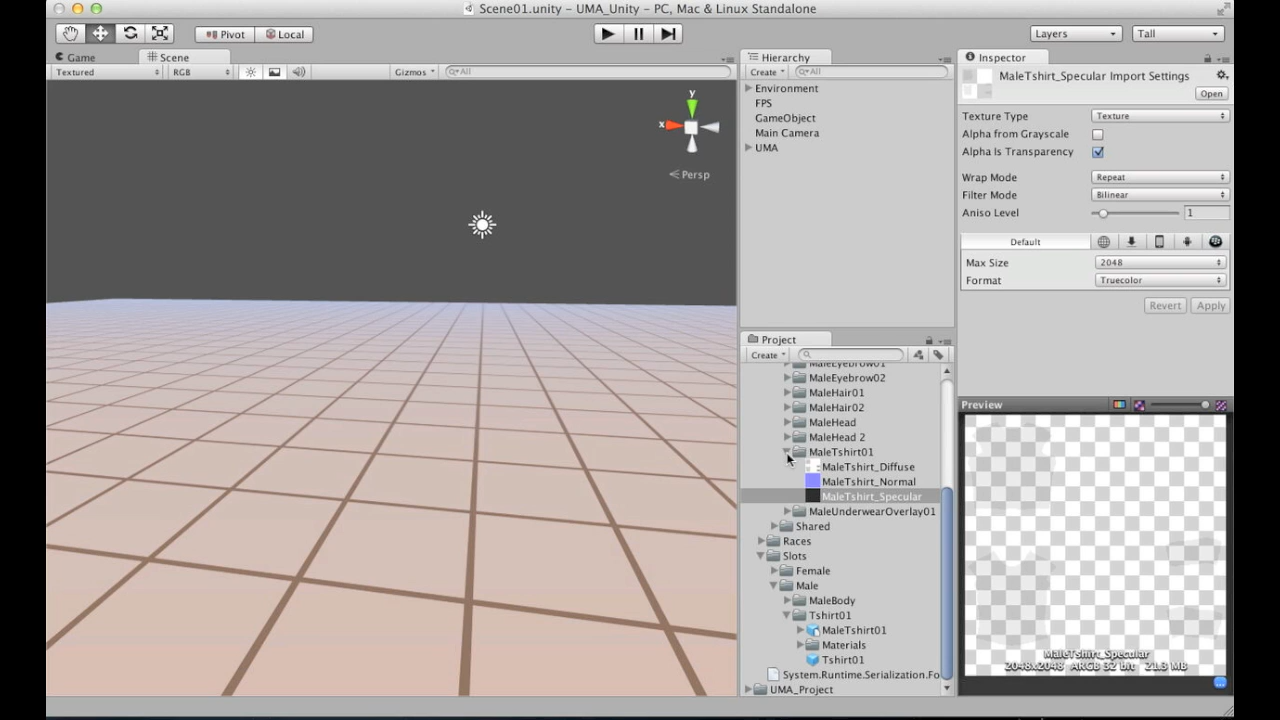 Scene01.unity – UMA_Unity – PC, Mac & Linux Standalone
Pivot Local Layers Tall
Game Scene
Textured RGB Gizmos All
y
x
Persp
Hierarchy
Create All
Environment
FPS
GameObject
Main Camera
UMA
Project
Create
MaleEyebrow01
MaleEyebrow02
MaleHair01
MaleHair02
MaleHead
MaleHead 2
MaleTshirt01
MaleTshirt_Diffuse
MaleTshirt_Normal
MaleTshirt_Specular
MaleUnderwearOverlay01
Shared
Races
Slots
Female
Male
MaleBody
Tshirt01
MaleTshirt01
Materials
Tshirt01
System.Runtime.Serialization.Fo
UMA_Project
Inspector
MaleTshirt_Specular Import Settings
Open
Texture Type Texture
Alpha from Grayscale
Alpha Is Transparency
Wrap Mode Repeat
Filter Mode Bilinear
Aniso Level 1
Default
Max Size 2048
Format Truecolor
Revert Apply
Preview
MaleTshirt_Specular
2048x2048 ARGB 32 bit 21.3 MB